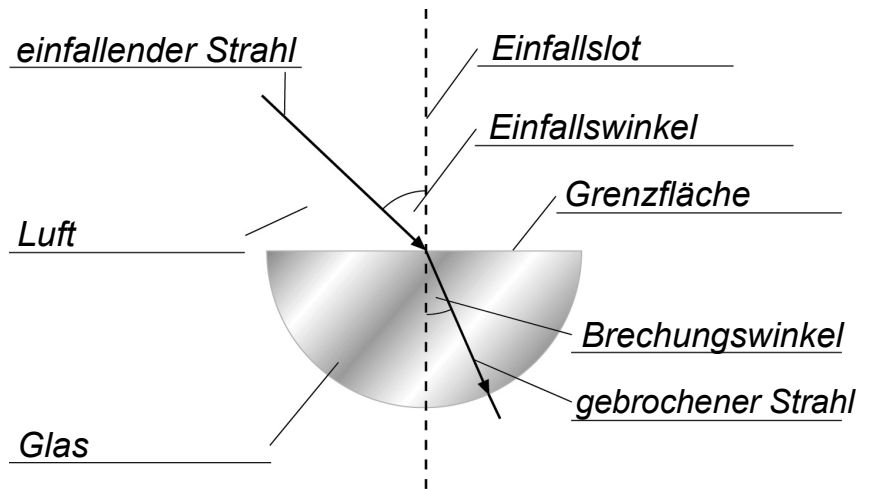 einfallender Strahl
Einfallslot
Einfallswinkel
Grenzfläche
Luft
Brechungswinkel
gebrochener Strahl
Glas